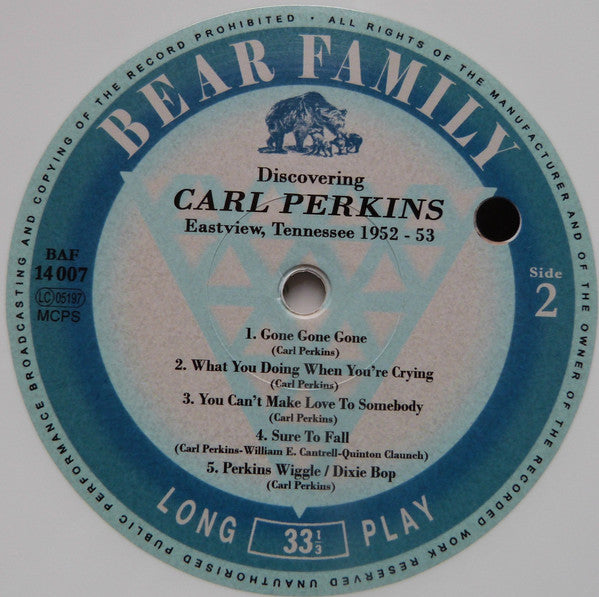 UNAUTHORISED PUBLIC PERFORMANCE BROADCASTING AND COPYING OF THE RECORD PROHIBITED • ALL RIGHTS OF THE MANUFACTURER AND OF THE OWNER OF THE RECORDED WORK RESERVED
BEAR FAMILY
Discovering
CARL PERKINS
Eastview, Tennessee 1952 - 53
BAF
14 007
LC 05197
MCPS
Side
2
1. Gone Gone Gone
(Carl Perkins)
2. What You Doing When You're Crying
(Carl Perkins)
3. You Can't Make Love To Somebody
(Carl Perkins)
4. Sure To Fall
(Carl Perkins-William E. Cantrell-Quinton Claunch)
5. Perkins Wiggle / Dixie Bop
(Carl Perkins)
LONG 33⅓ PLAY